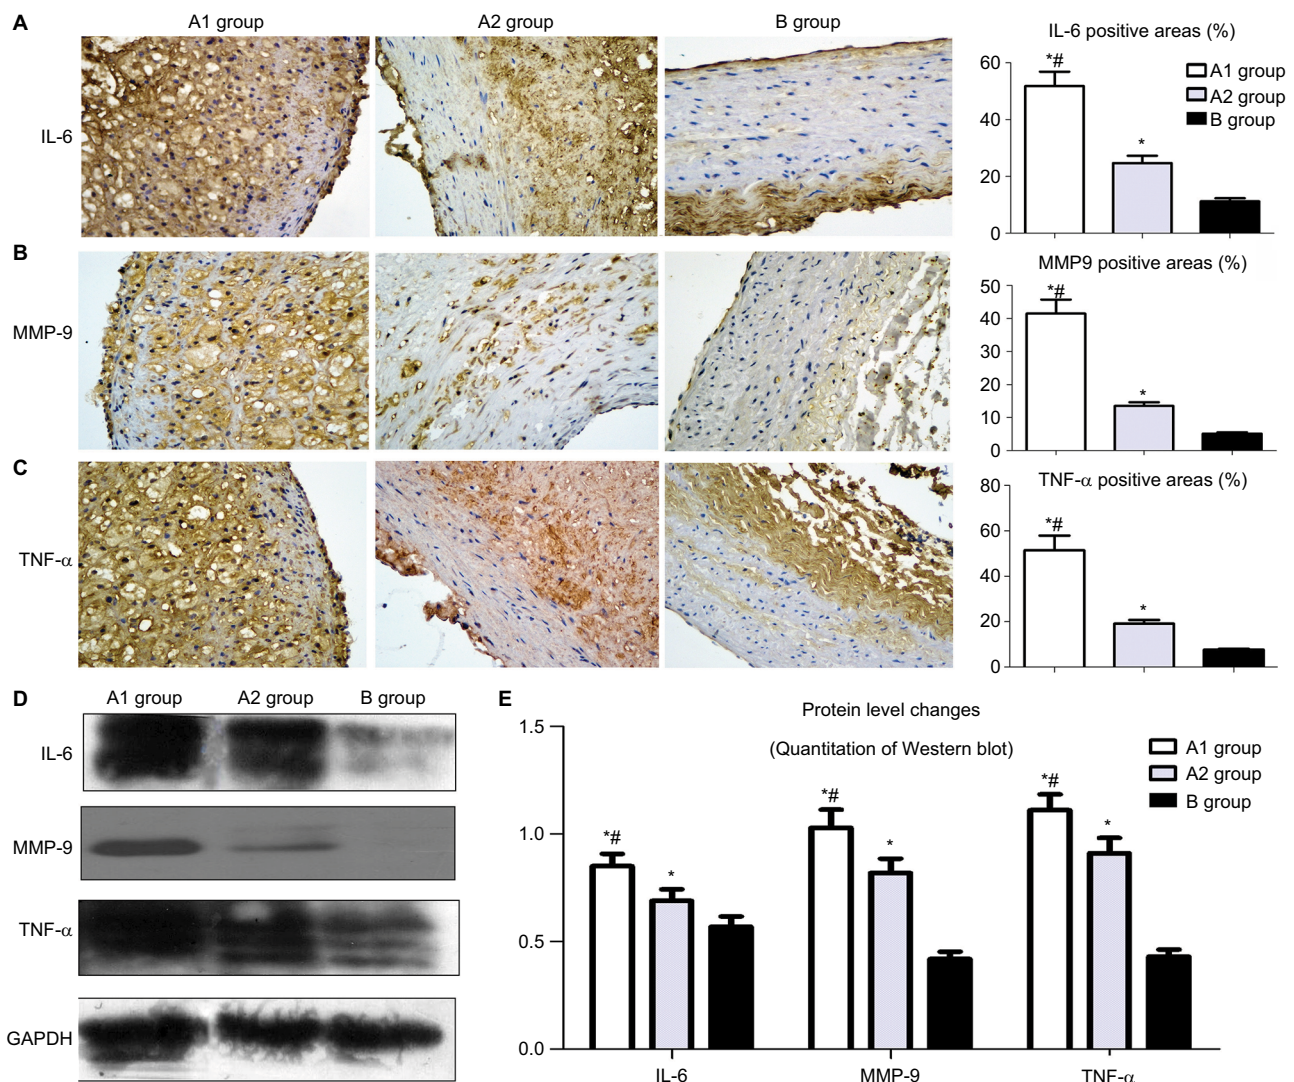 A
A1 group
A2 group
B group
IL-6
IL-6 positive areas (%)
60
40
20
0
*#
*
A1 group
A2 group
B group
B
MMP-9
MMP9 positive areas (%)
50
40
30
20
10
0
*#
*
C
TNF-α
TNF-α positive areas (%)
80
60
40
20
0
*#
*
D
A1 group
A2 group
B group
IL-6
MMP-9
TNF-α
GAPDH
E
Protein level changes
(Quantitation of Western blot)
1.5
1.0
0.5
0.0
*#
*
*#
*
*#
*
A1 group
A2 group
B group
IL-6
MMP-9
TNF-α